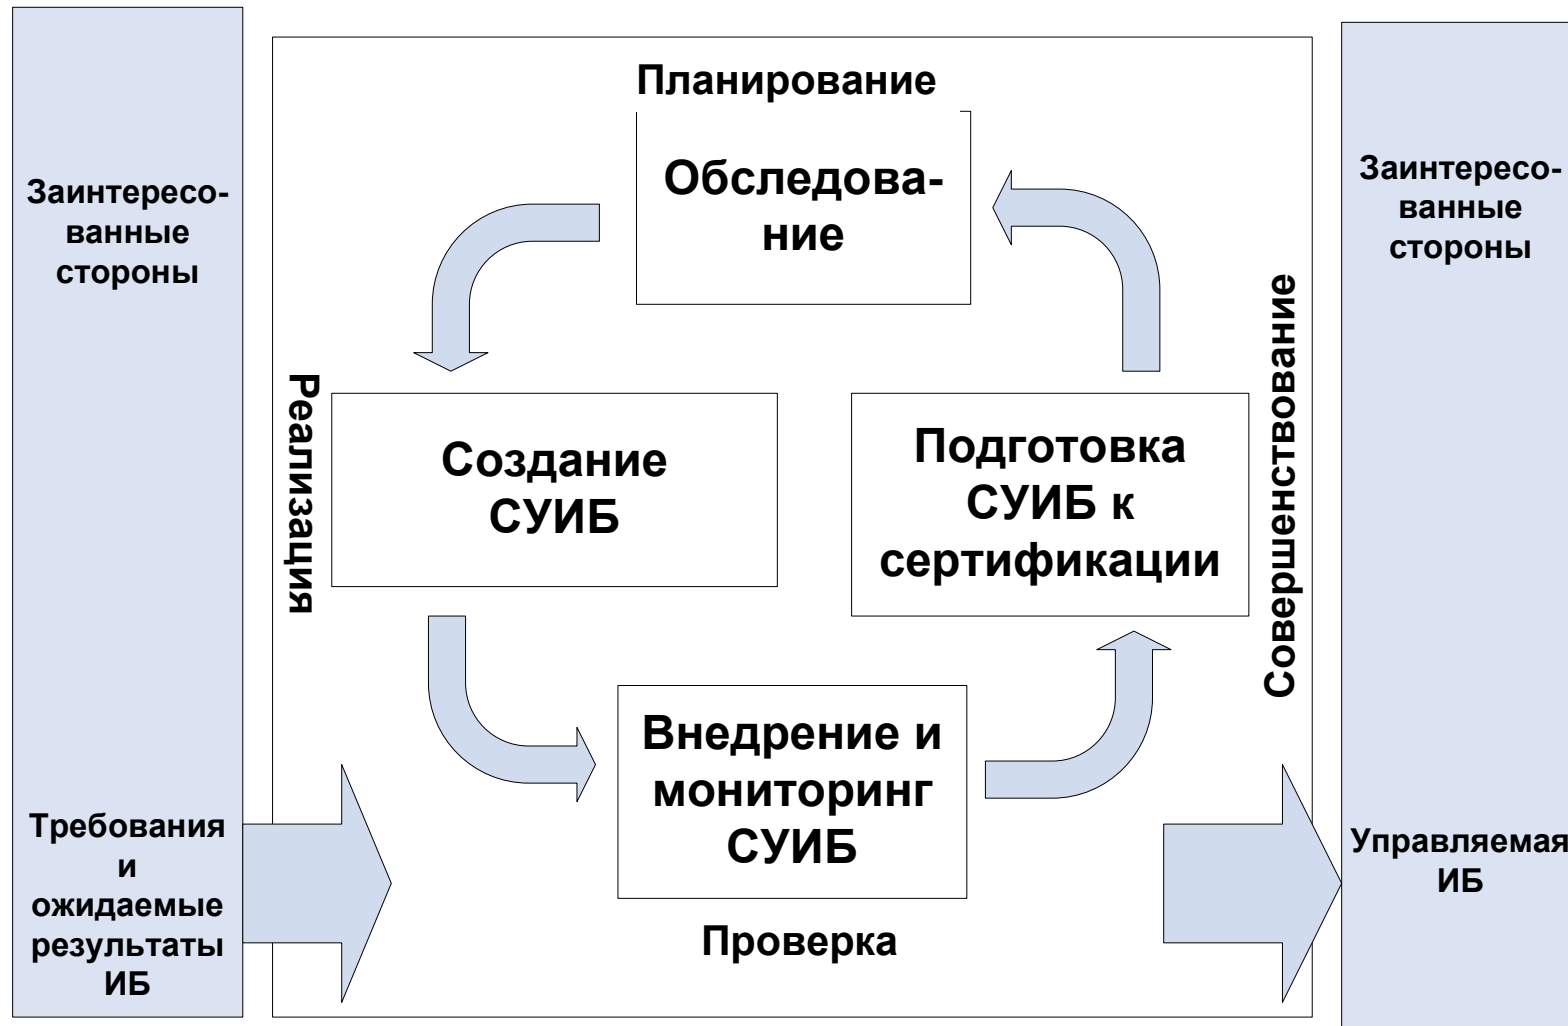 Заинтересо-
ванные
стороны
Требования
и
ожидаемые
результаты
ИБ
Планирование
Обследова-
ние
Реализация
Создание
СУИБ
Подготовка
СУИБ к
сертификации
Совершенствование
Внедрение и
мониторинг
СУИБ
Проверка
Заинтересо-
ванные
стороны
Управляемая
ИБ